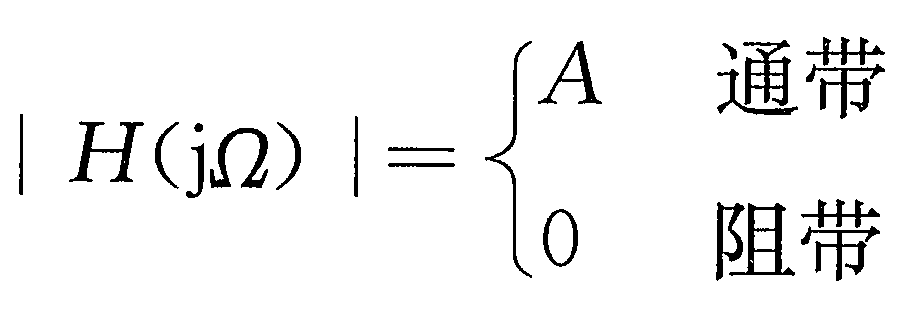 | H(jΩ) | = { A 通带
0 阻带